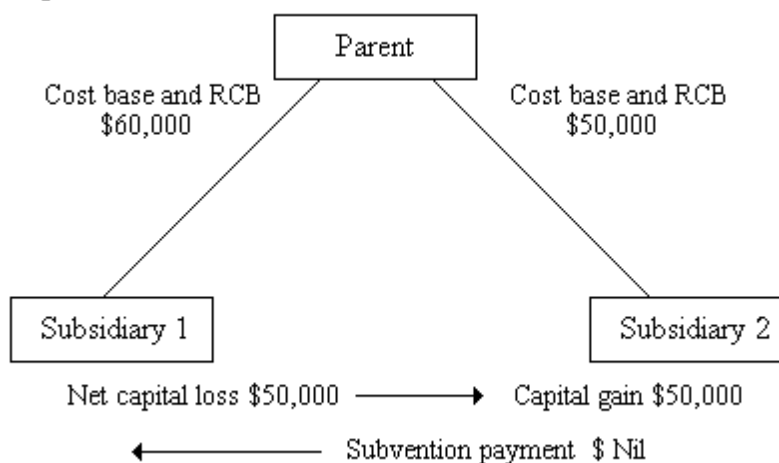 Parent
Cost base and RCB
$60,000
Cost base and RCB
$50,000
Subsidiary 1
Subsidiary 2
Net capital loss $50,000
Capital gain $50,000
Subvention payment $ Nil